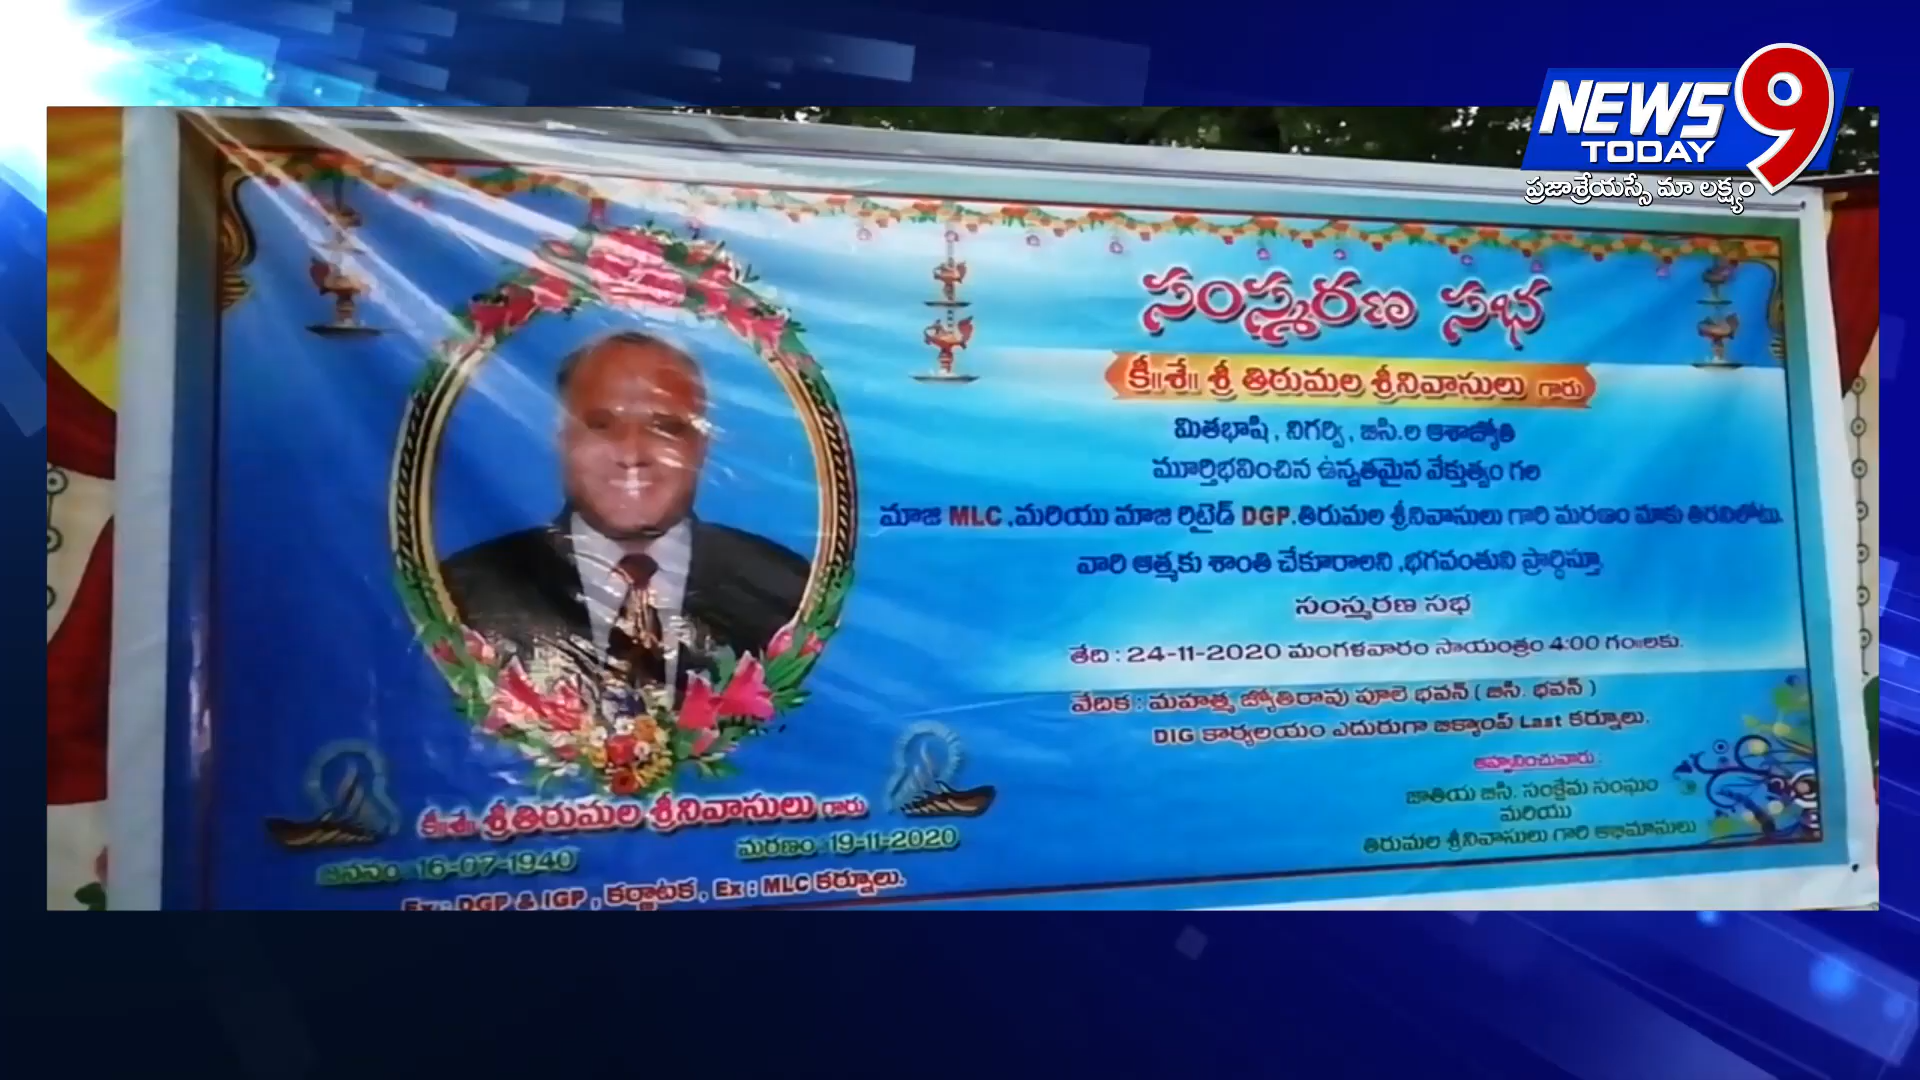 NEWS 9
TODAY
ప్రజాశ్రేయస్సే మా లక్ష్యం
సంస్మరణ సభ
కీ॥శే॥ శ్రీ తిరుమల శ్రీనివాసులు గారు
మితభాషి, నిగర్వి, బి.సి.ల ఆశాజ్యోతి
మూర్తిభవించిన ఉన్నతమైన వేక్తుత్వం గల
మాజి MLC ,మరియు మాజి రిటైడ్ DGP.తిరుమల శ్రీనివాసులు గారి మరణం మాకు తీరనిలోటు.
వారి ఆత్మకు శాంతి చేకూరాలని ,భగవంతుని ప్రార్థిస్తూ
సంస్మరణ సభ
తేది : 24-11-2020 మంగళవారం సాయంత్రం 4:00 గం॥లకు.
వేదిక : మహత్మ జ్యోతిరావు పూలె భవన్ ( బి.సి. భవన్ )
DIG కార్యలయం ఎదురుగా బిక్యాంప్ Last కర్నూలు.
ఆహ్వానించువారు :
జాతీయ బి.సి. సంక్షేమ సంఘం
మరియు
తిరుమల శ్రీనివాసులు గారి అభిమానులు
కీ॥శే॥ శ్రీతిరుమల శ్రీనివాసులు గారు
జననం: 16-07-1940
మరణం: 19-11-2020
Ex: DGP & IGP , కర్ణాటక , Ex : MLC కర్నూలు.